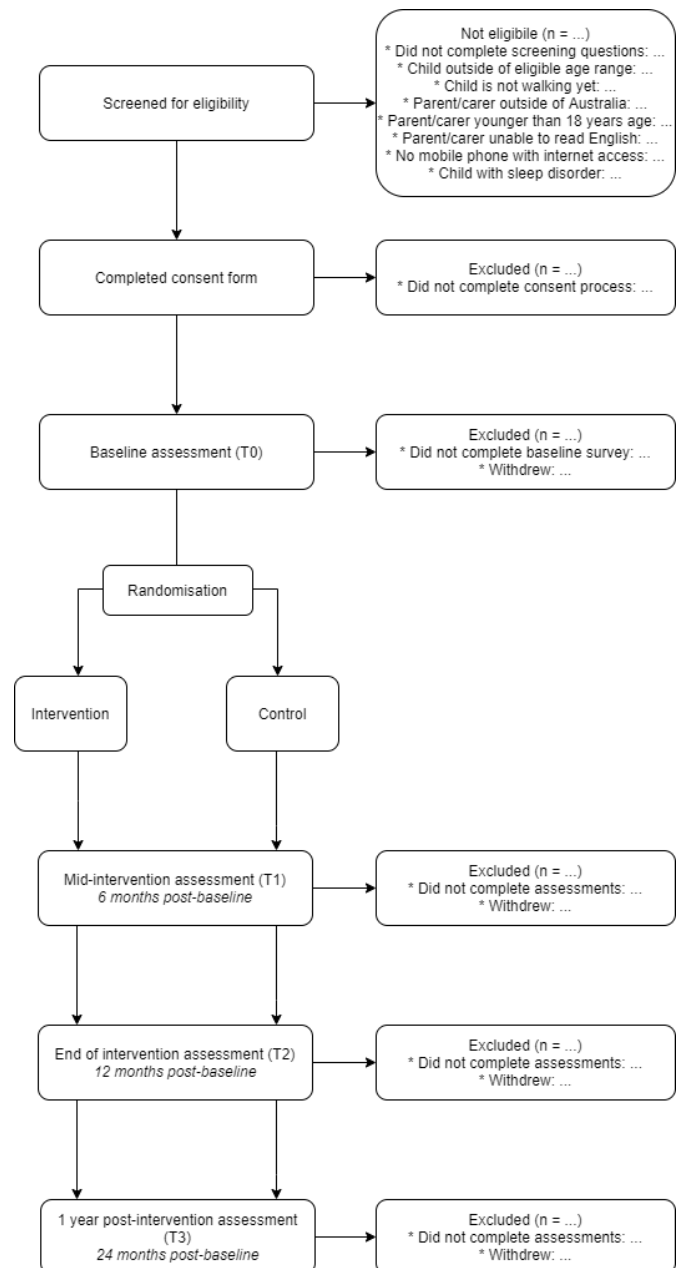 Not eligibile (n = ...)
* Did not complete screening questions: ...
* Child outside of eligible age range: ...
* Child is not walking yet: ...
* Parent/carer outside of Australia: ...
* Parent/carer younger than 18 years age: ...
* Parent/carer unable to read English: ...
* No mobile phone with internet access: ...
* Child with sleep disorder: ...
Screened for eligibility
Completed consent form
Excluded (n = ...)
* Did not complete consent process: ...
Baseline assessment (T0)
Excluded (n = ...)
* Did not complete baseline survey: ...
* Withdrew: ...
Randomisation
Intervention
Control
Mid-intervention assessment (T1)
6 months post-baseline
Excluded (n = ...)
* Did not complete assessments: ...
* Withdrew: ...
End of intervention assessment (T2)
12 months post-baseline
Excluded (n = ...)
* Did not complete assessments: ...
* Withdrew: ...
1 year post-intervention assessment
(T3)
24 months post-baseline
Excluded (n = ...)
* Did not complete assessments: ...
* Withdrew: ...